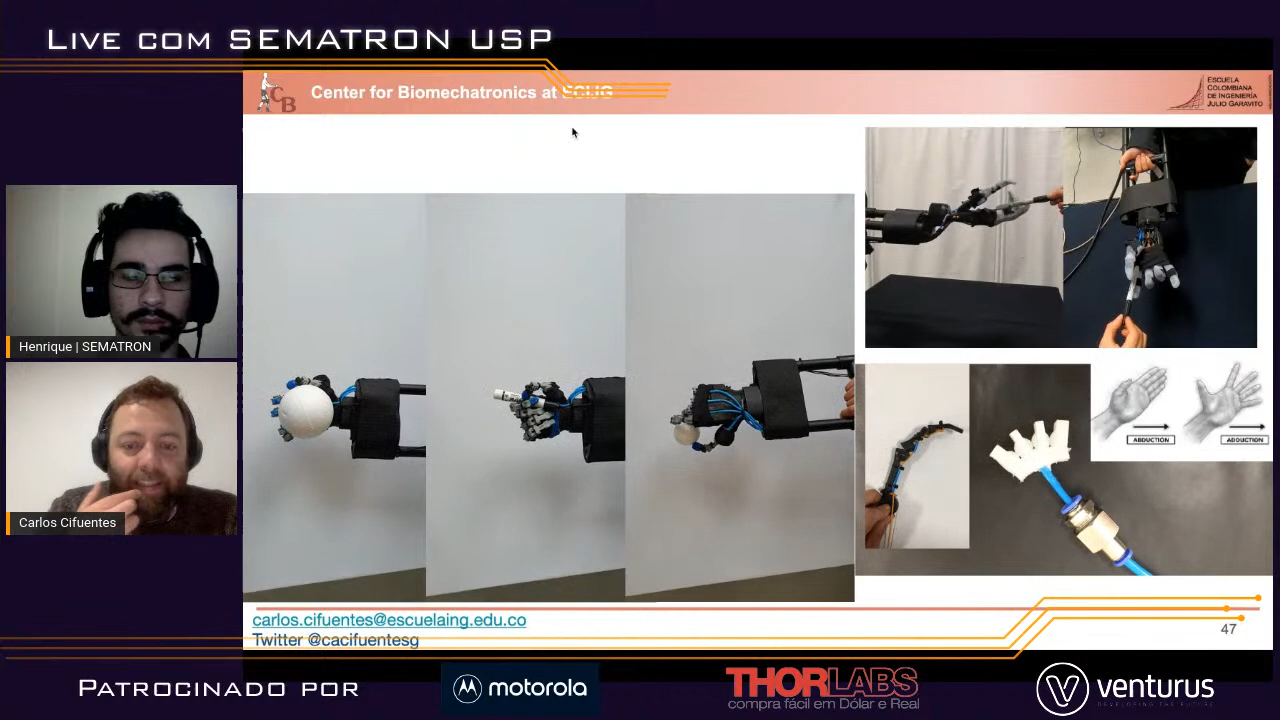 LIVE COM SEMATRON USP
Center for Biomechatronics at ECIJG
ESCUELA
COLOMBIANA
DE INGENIERÍA
JULIO GARAVITO
CB
Henrique | SEMATRON
Carlos Cifuentes
ABDUCTION
ADDUCTION
carlos.cifuentes@escuelaing.edu.co
Twitter @cacifuentesg
47
PATROCINADO POR
motorola
THORLABS
compra fácil em Dólar e Real
venturus